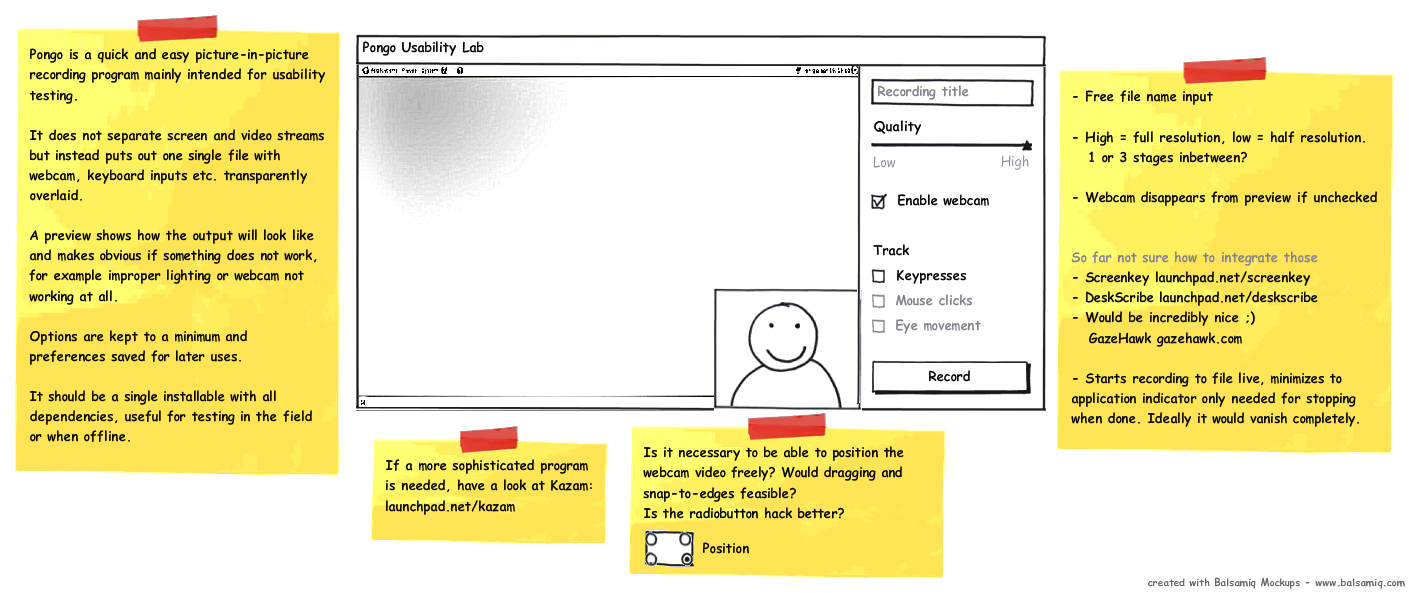 Pongo is a quick and easy picture-in-picture
recording program mainly intended for usability
testing.
It does not separate screen and video streams
but instead puts out one single file with
webcam, keyboard inputs etc. transparently
overlaid.
A preview shows how the output will look like
and makes obvious if something does not work,
for example improper lighting or webcam not
working at all.
Options are kept to a minimum and
preferences saved for later uses.
It should be a single installable with all
dependencies, useful for testing in the field
or when offline.
Pongo Usability Lab
Recording title
Quality
Low High
Enable webcam
Track
Keypresses
Mouse clicks
Eye movement
Record
- Free file name input
- High = full resolution, low = half resolution.
1 or 3 stages inbetween?
- Webcam disappears from preview if unchecked
So far not sure how to integrate those
- Screenkey launchpad.net/screenkey
- DeskScribe launchpad.net/deskscribe
- Would be incredibly nice ;)
GazeHawk gazehawk.com
- Starts recording to file live, minimizes to
application indicator only needed for stopping
when done. Ideally it would vanish completely.
If a more sophisticated program
is needed, have a look at Kazam:
launchpad.net/kazam
Is it necessary to be able to position the
webcam video freely? Would dragging and
snap-to-edges feasible?
Is the radiobutton hack better?
Position
created with Balsamiq Mockups - www.balsamiq.com